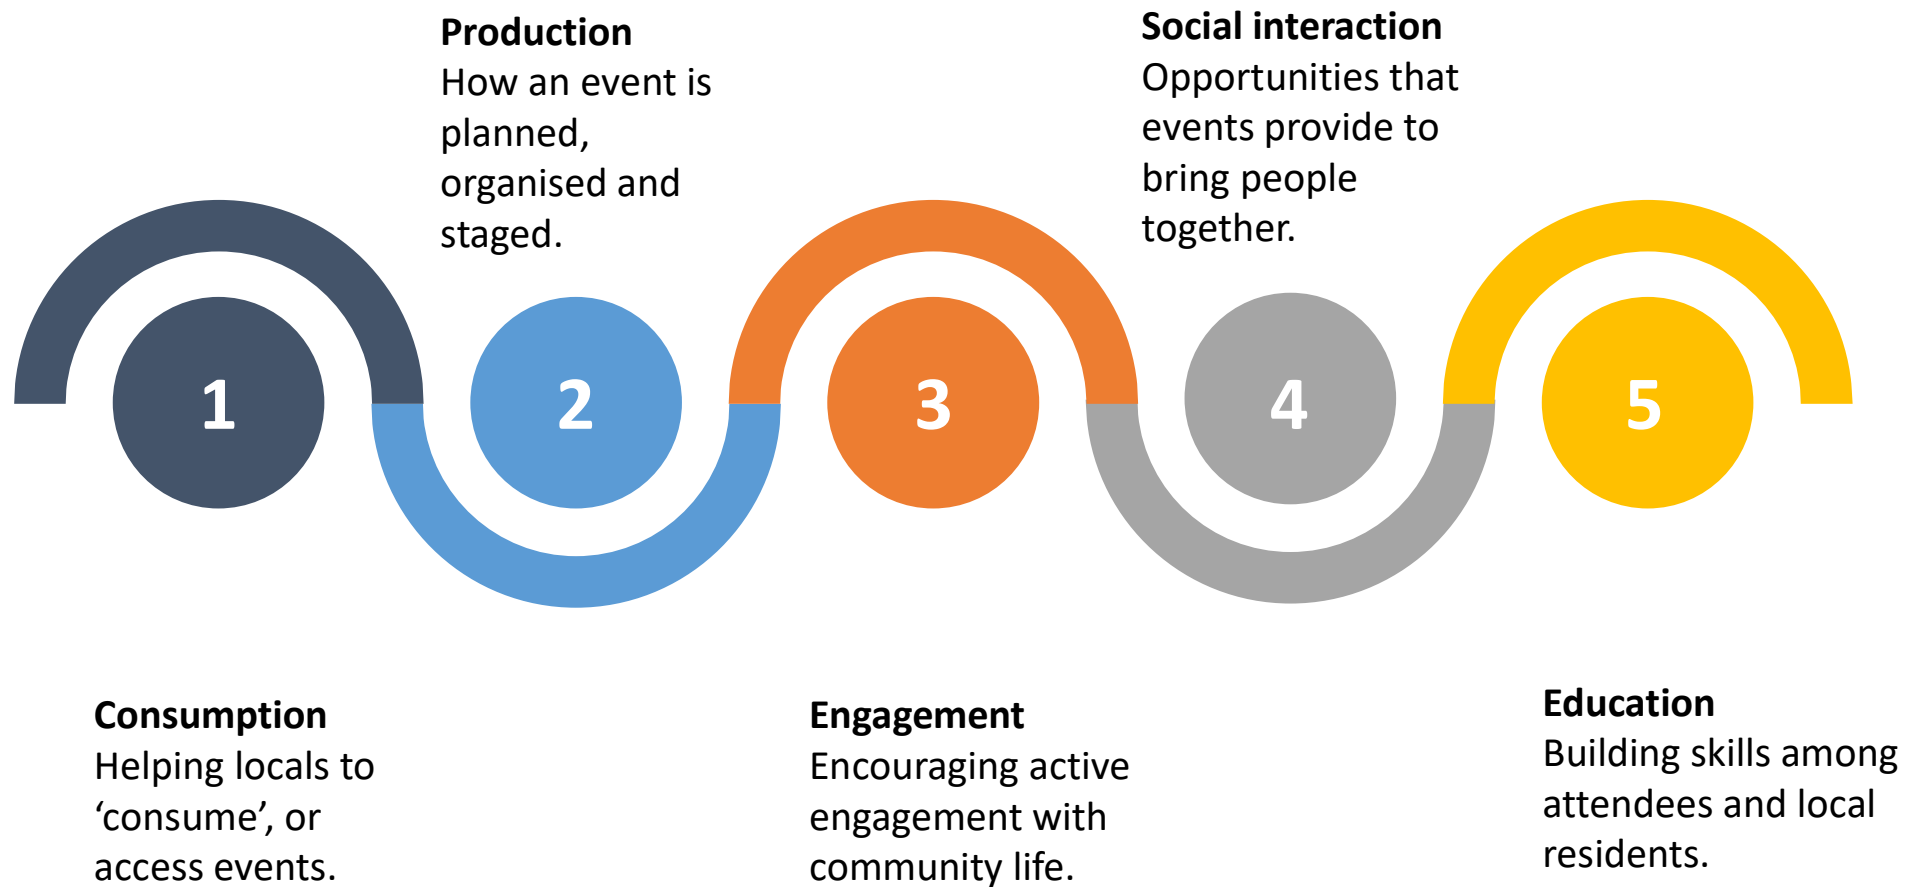 Production
How an event is
planned,
organised and
staged.
Social interaction
Opportunities that
events provide to
bring people
together.
1
2
3
4
5
Consumption
Helping locals to
‘consume’, or
access events.
Engagement
Encouraging active
engagement with
community life.
Education
Building skills among
attendees and local
residents.